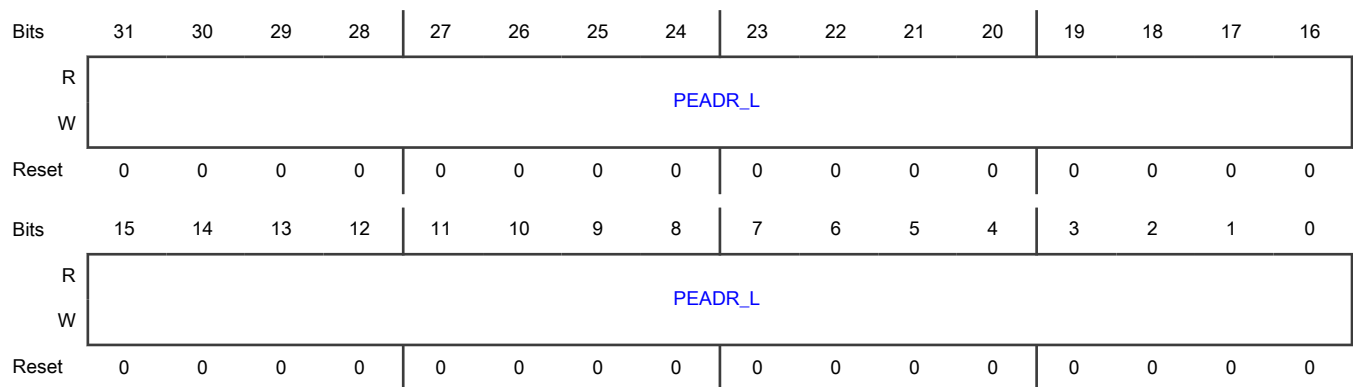 Bits 31 30 29 28 27 26 25 24 23 22 21 20 19 18 17 16
R
PEADR_L
W
Reset 0 0 0 0 0 0 0 0 0 0 0 0 0 0 0 0
Bits 15 14 13 12 11 10 9 8 7 6 5 4 3 2 1 0
R
PEADR_L
W
Reset 0 0 0 0 0 0 0 0 0 0 0 0 0 0 0 0